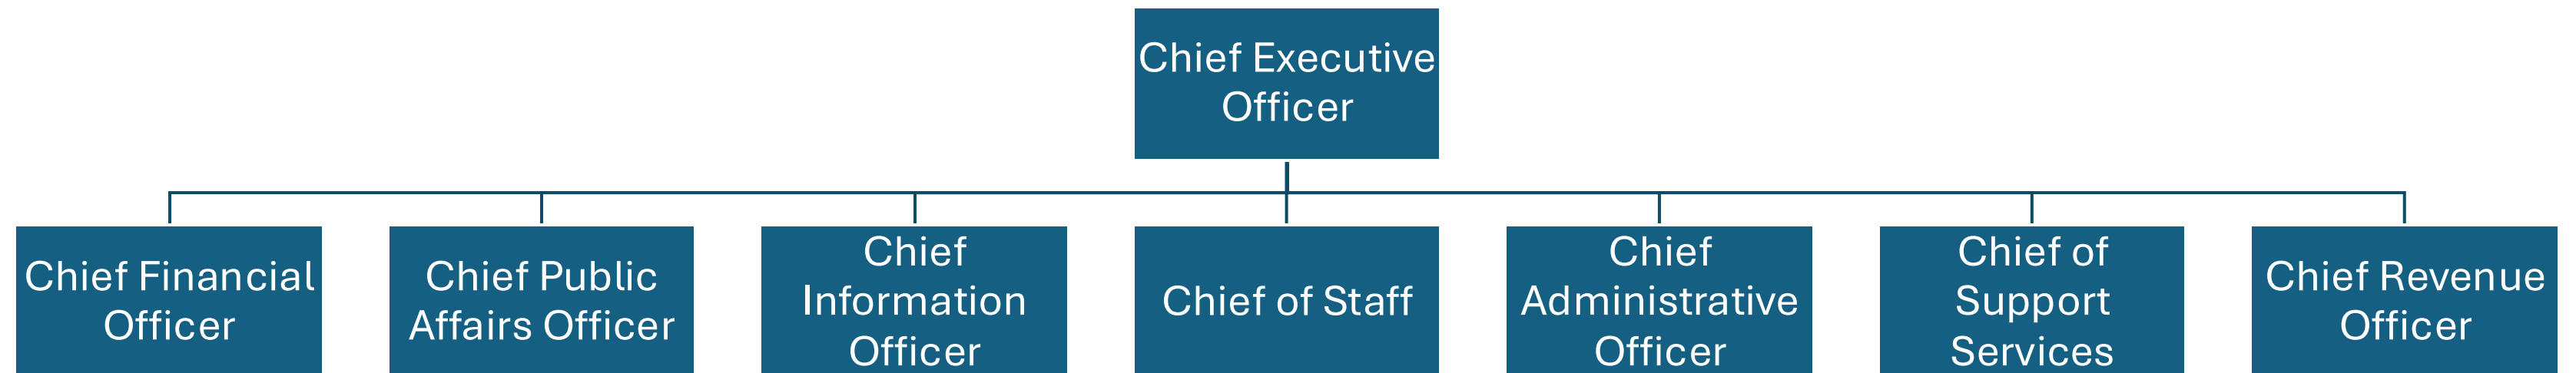 Chief Executive
Officer
Chief Financial
Officer
Chief Public
Affairs Officer
Chief
Information
Officer
Chief of Staff
Chief
Administrative
Officer
Chief of
Support
Services
Chief Revenue
Officer